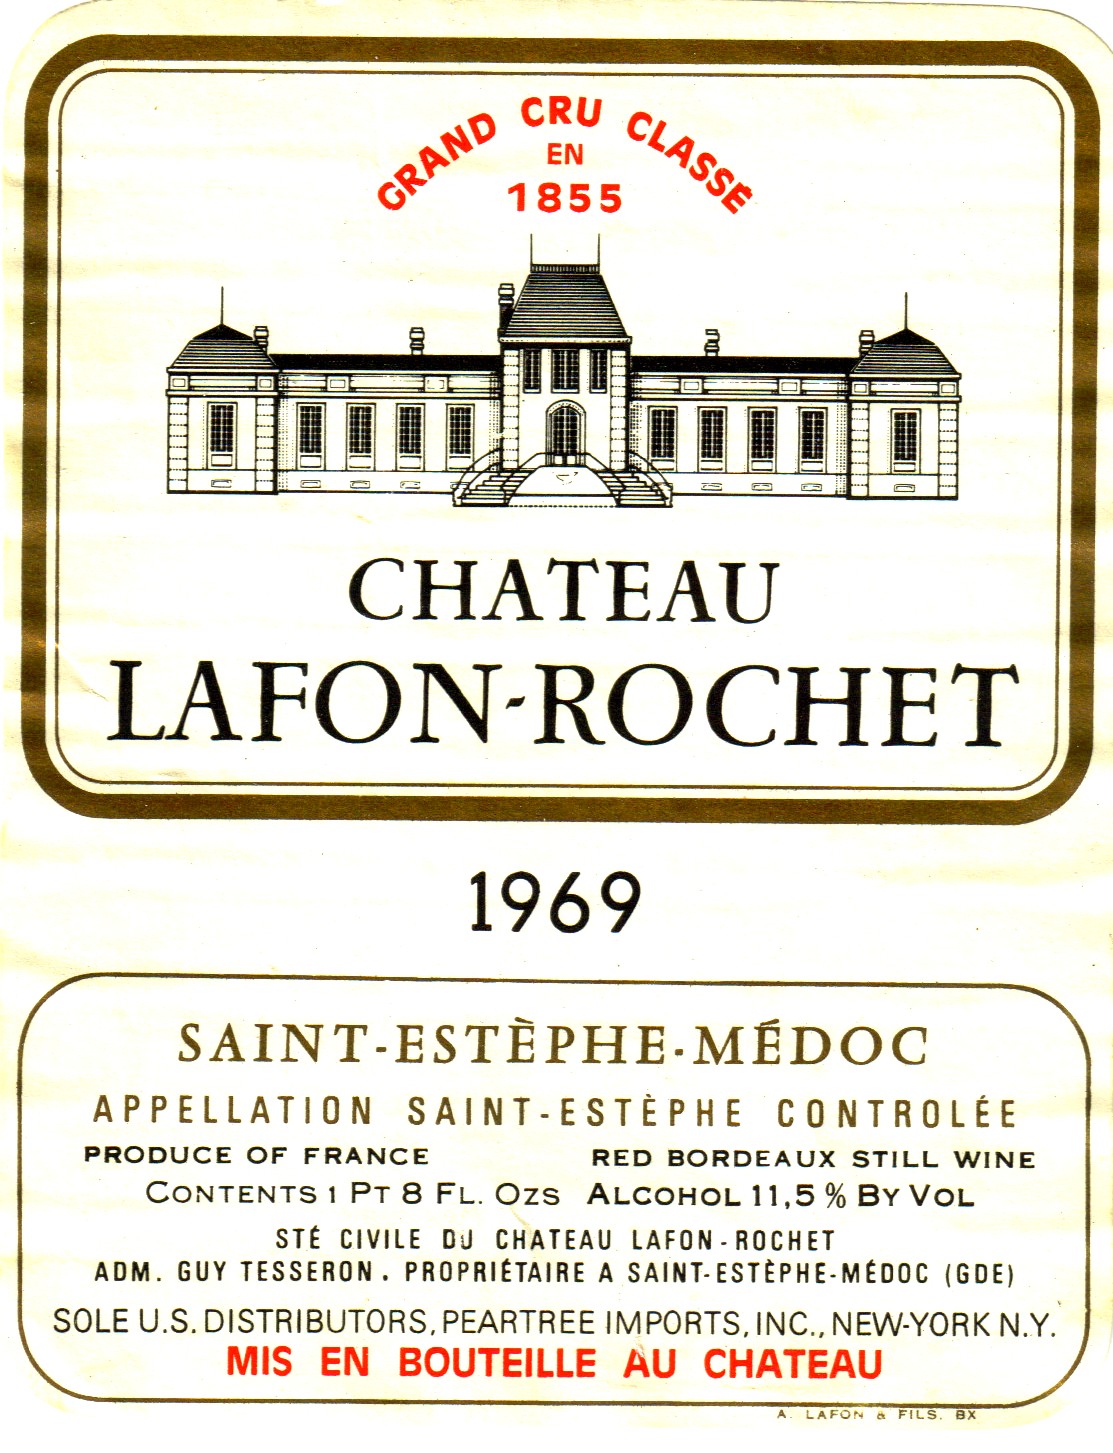 GRAND CRU CLASSÉ
EN
1855
CHATEAU
LAFON-ROCHET
1969
SAINT-ESTÈPHE-MÉDOC
APPELLATION SAINT-ESTÈPHE CONTROLÉE
PRODUCE OF FRANCE RED BORDEAUX STILL WINE
CONTENTS 1 PT 8 FL. OZS ALCOHOL 11,5 % BY VOL
STÉ CIVILE DU CHATEAU LAFON-ROCHET
ADM. GUY TESSERON. PROPRIÉTAIRE A SAINT-ESTÈPHE-MÉDOC (GDE)
SOLE U.S. DISTRIBUTORS, PEARTREE IMPORTS, INC., NEW-YORK N.Y.
MIS EN BOUTEILLE AU CHATEAU
A. LAFON & FILS. BX